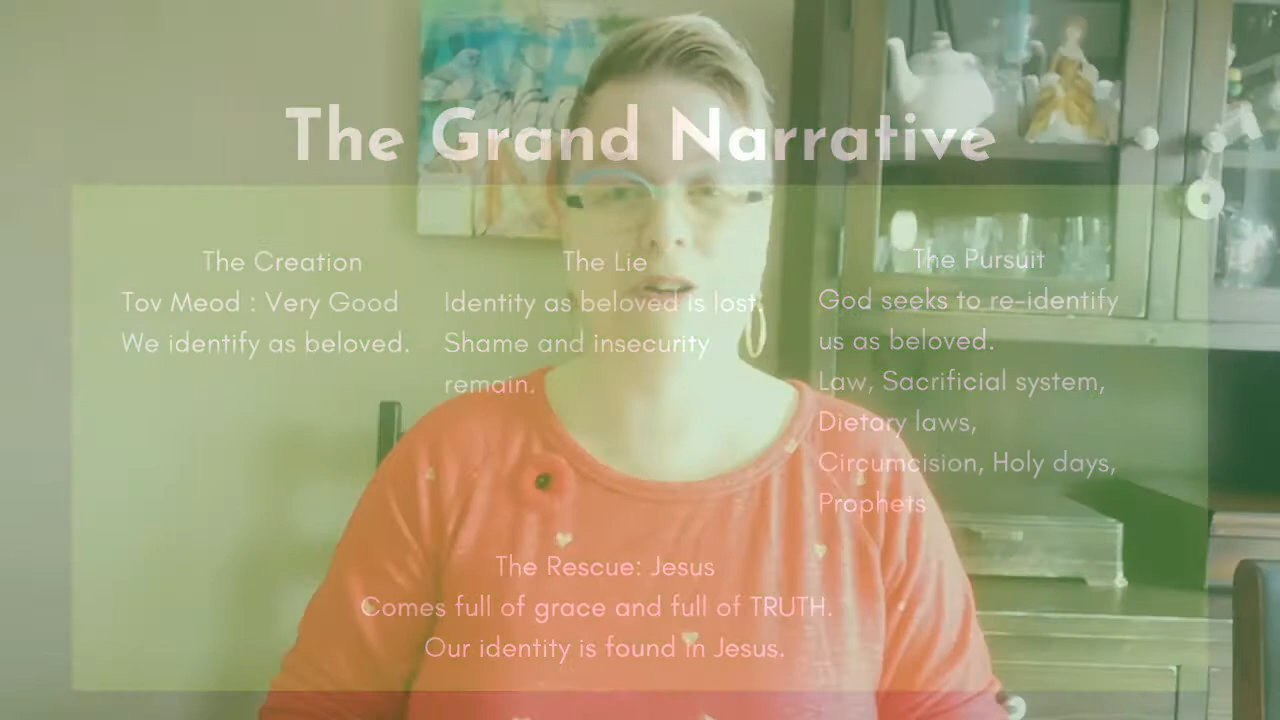 The Grand Narrative
The Creation
Tov Meod : Very Good
We identify as beloved.
The Lie
Identity as beloved is lost.
Shame and insecurity
remain.
The Pursuit
God seeks to re-identify
us as beloved.
Law, Sacrificial system,
Dietary laws,
Circumcision, Holy days,
Prophets
The Rescue: Jesus
Comes full of grace and full of TRUTH.
Our identity is found in Jesus.